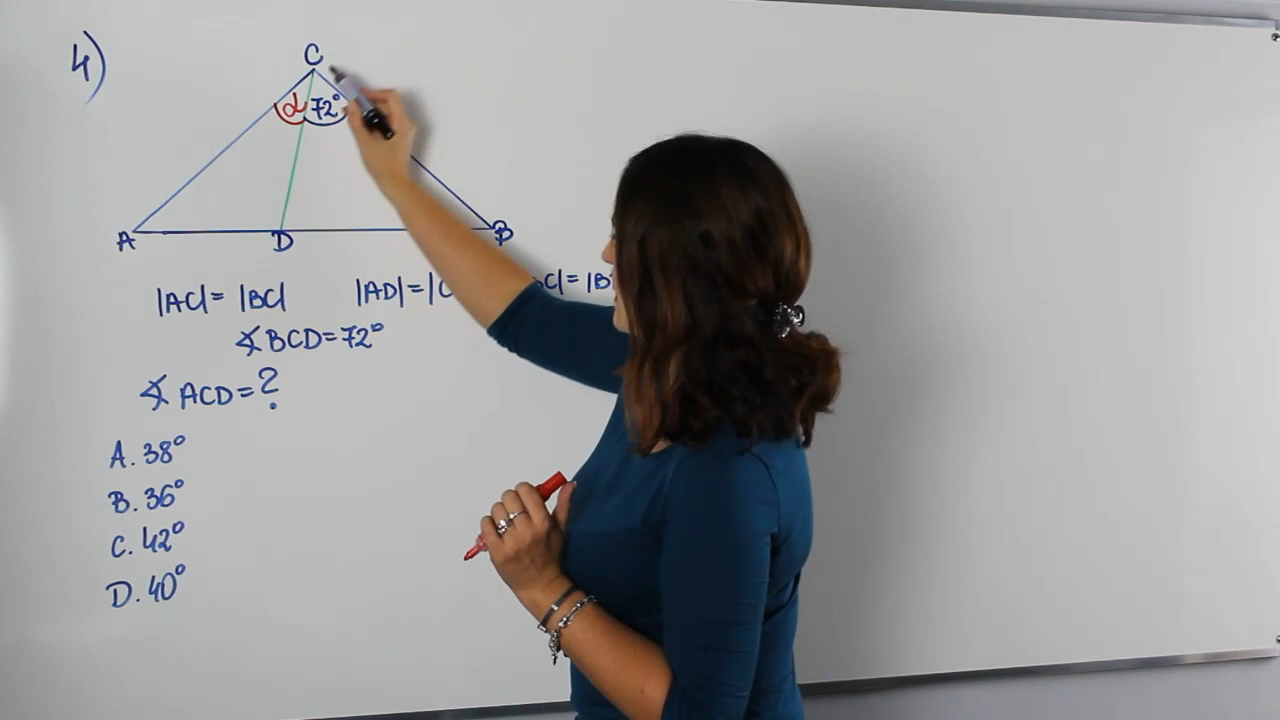 4)
C
α 72°
A D B
|AC| = |BC| |AD| = |C
∡ BCD = 72°
∡ ACD = ?
A. 38°
B. 36°
C. 42°
D. 40°